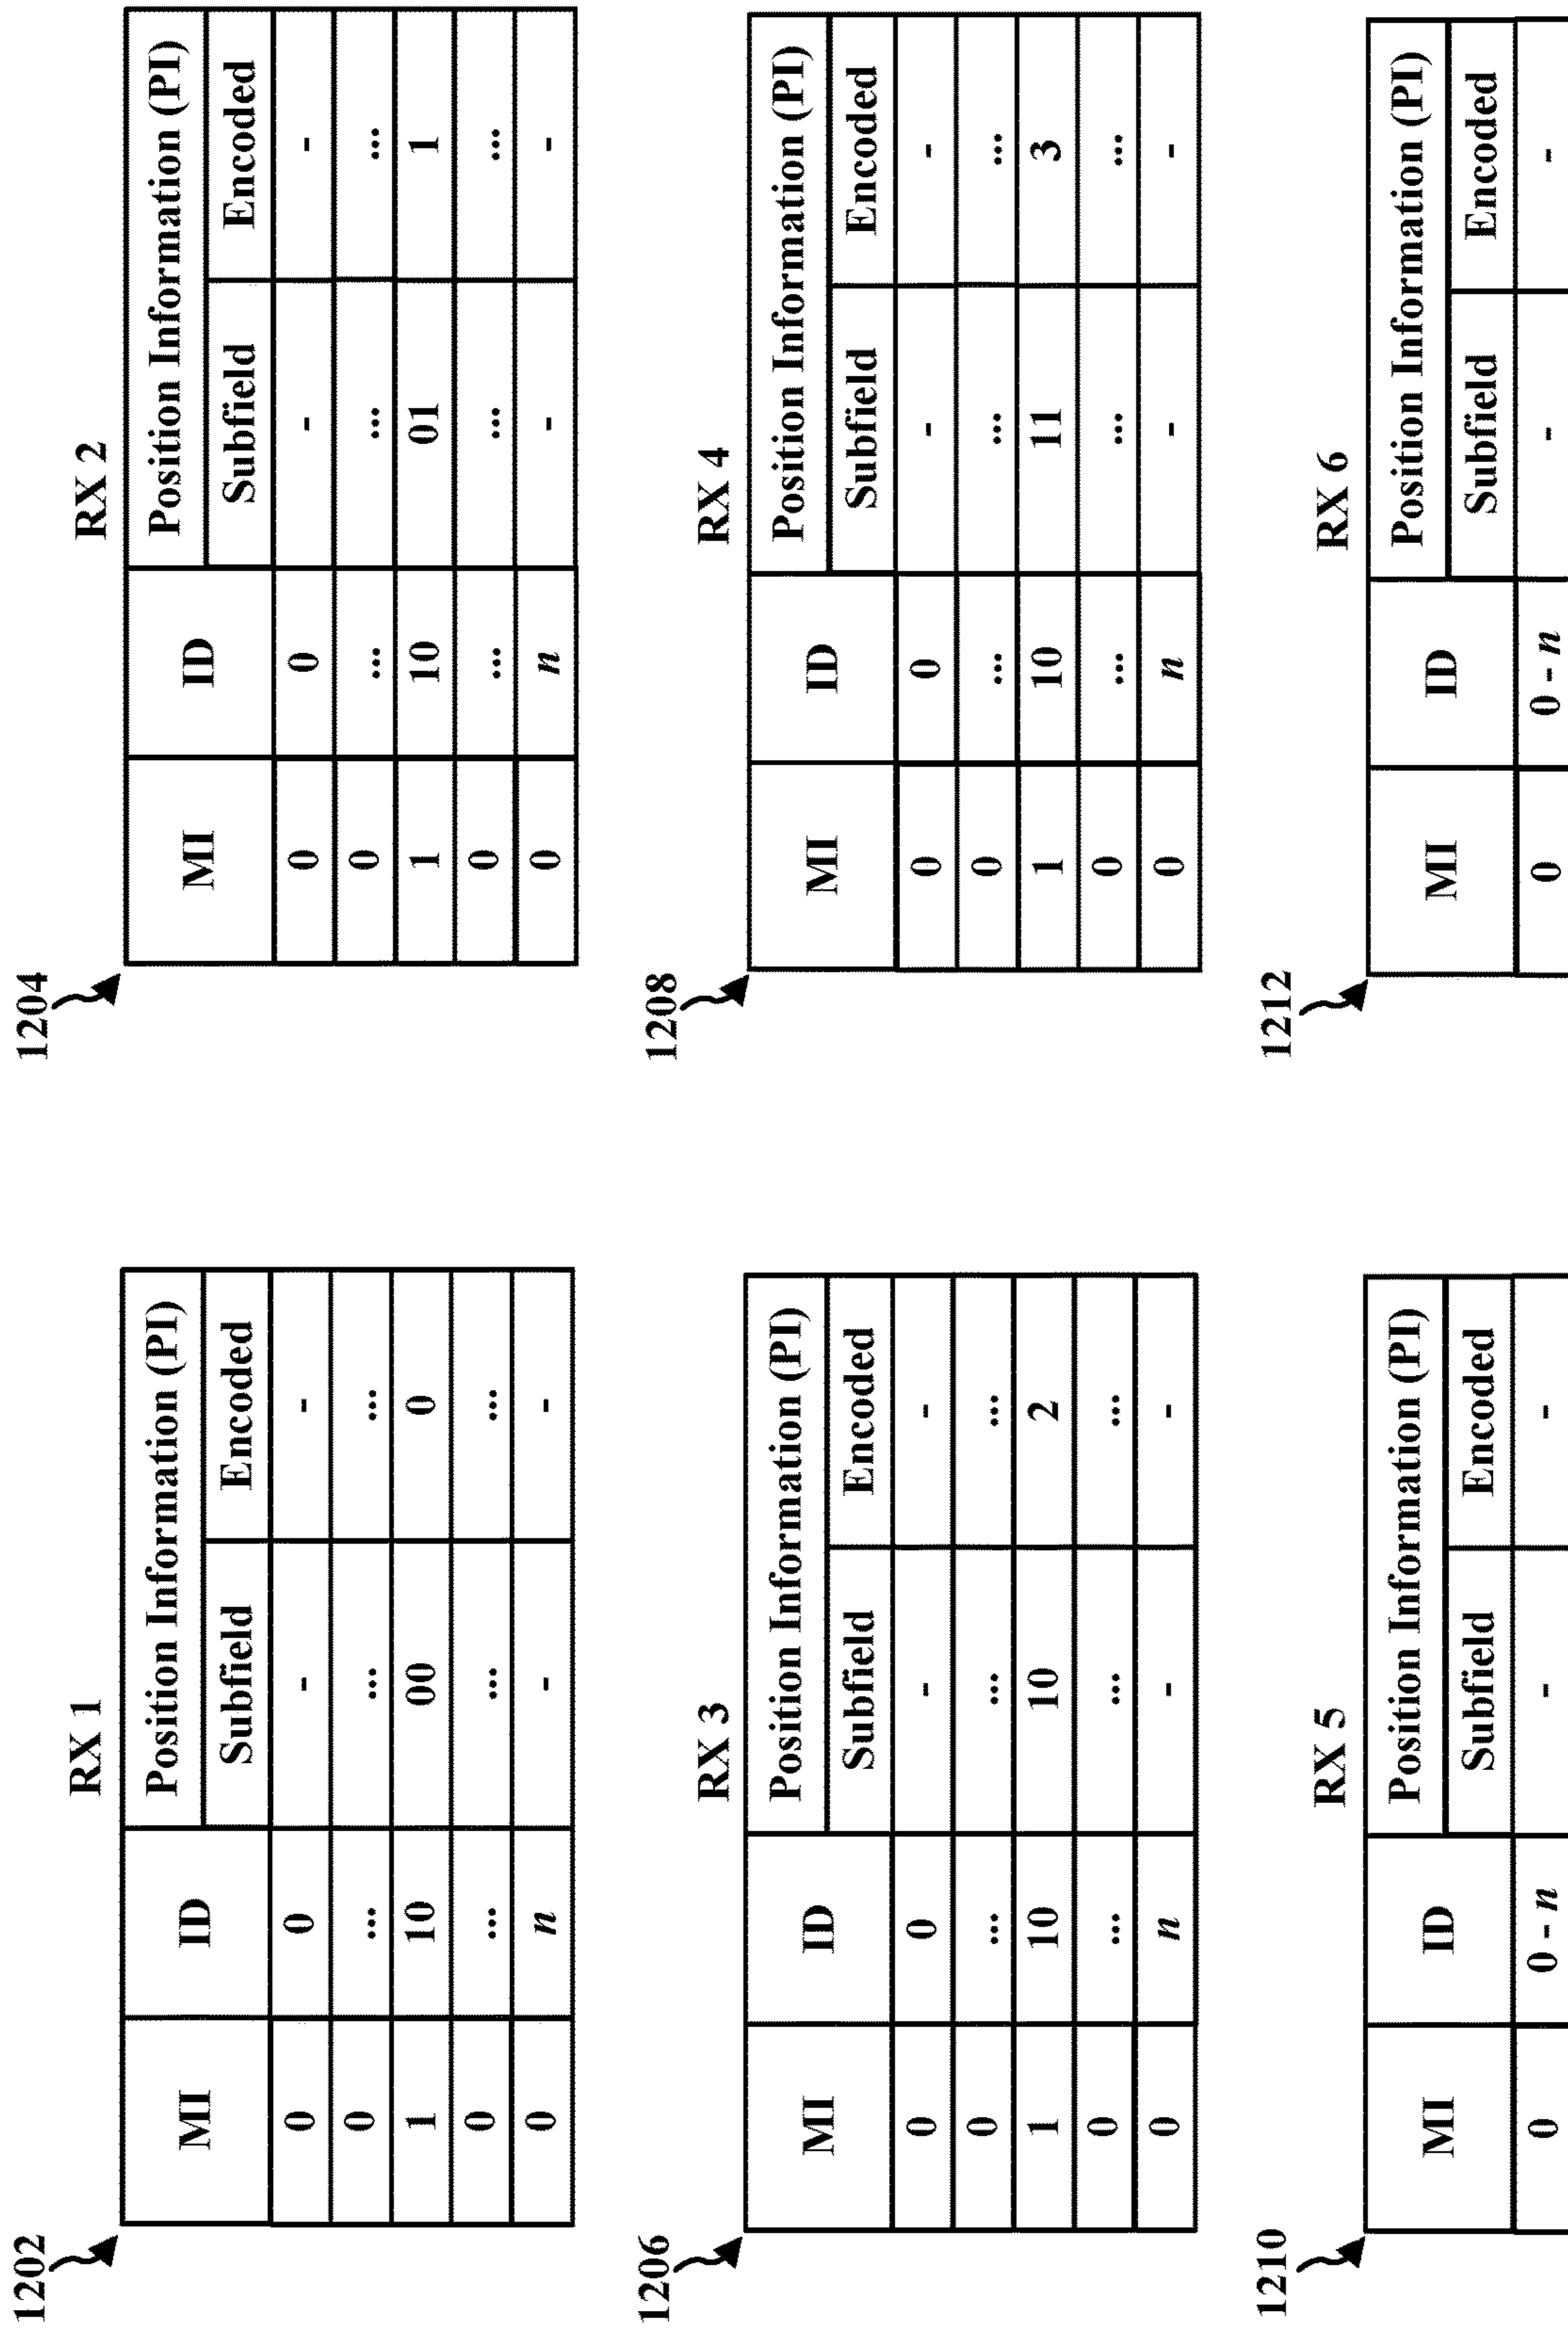 1202
RX 1
MI ID Position Information (PI)
Subfield Encoded
0 0 - -
0 ... ... ...
1 10 00 0
0 ... ... ...
0 n - -
1204
RX 2
MI ID Position Information (PI)
Subfield Encoded
0 0 - -
0 ... ... ...
1 10 01 1
0 ... ... ...
0 n - -
1206
RX 3
MI ID Position Information (PI)
Subfield Encoded
0 0 - -
0 ... ... ...
1 10 10 2
0 ... ... ...
0 n - -
1208
RX 4
MI ID Position Information (PI)
Subfield Encoded
0 0 - -
0 ... ... ...
1 10 11 3
0 ... ... ...
0 n - -
1210
RX 5
MI ID Position Information (PI)
Subfield Encoded
0 0 - n - -
1212
RX 6
MI ID Position Information (PI)
Subfield Encoded
0 0 - n - -